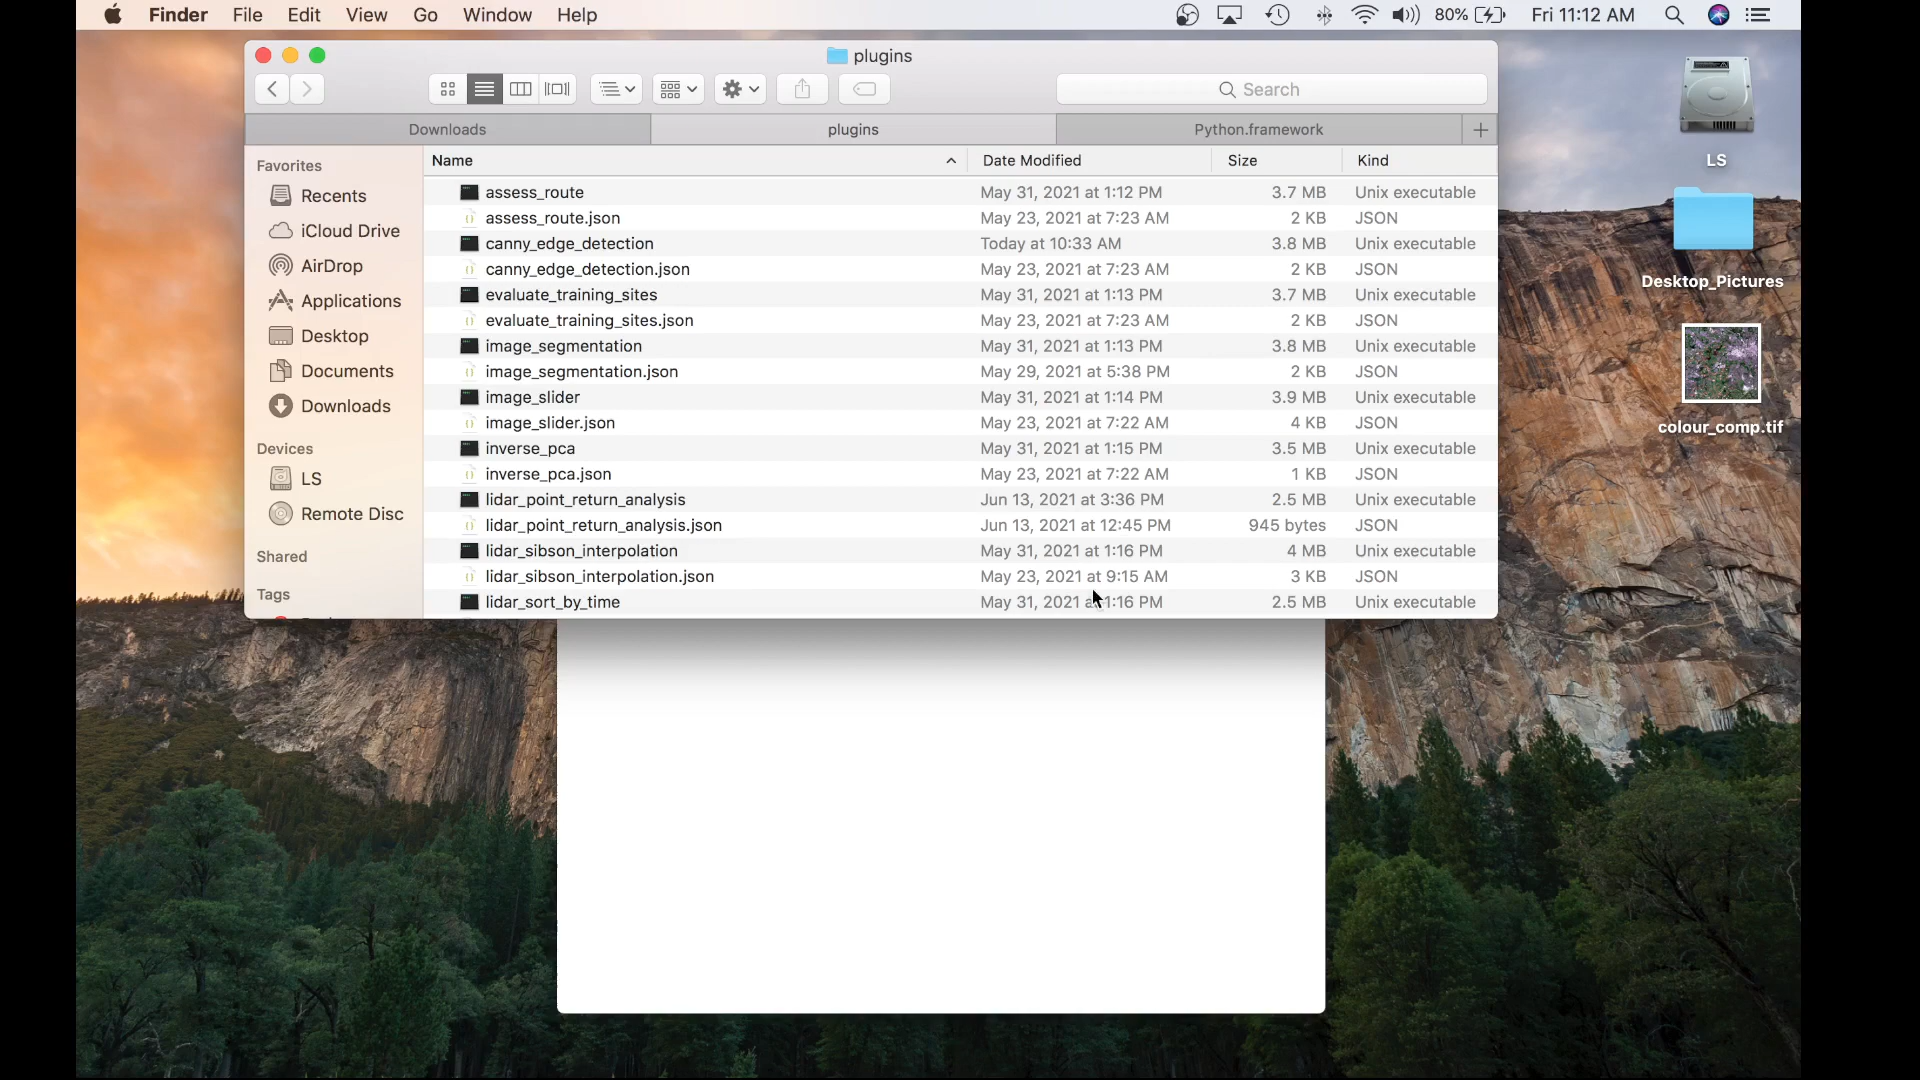 Finder File Edit View Go Window Help 80% Fri 11:12 AM
plugins
Search
Downloads plugins Python.framework
Favorites
Recents
iCloud Drive
AirDrop
Applications
Desktop
Documents
Downloads
Devices
LS
Remote Disc
Shared
Tags
Name Date Modified Size Kind
assess_route May 31, 2021 at 1:12 PM 3.7 MB Unix executable
assess_route.json May 23, 2021 at 7:23 AM 2 KB JSON
canny_edge_detection Today at 10:33 AM 3.8 MB Unix executable
canny_edge_detection.json May 23, 2021 at 7:23 AM 2 KB JSON
evaluate_training_sites May 31, 2021 at 1:13 PM 3.7 MB Unix executable
evaluate_training_sites.json May 23, 2021 at 7:23 AM 2 KB JSON
image_segmentation May 31, 2021 at 1:13 PM 3.8 MB Unix executable
image_segmentation.json May 29, 2021 at 5:38 PM 2 KB JSON
image_slider May 31, 2021 at 1:14 PM 3.9 MB Unix executable
image_slider.json May 23, 2021 at 7:22 AM 4 KB JSON
inverse_pca May 31, 2021 at 1:15 PM 3.5 MB Unix executable
inverse_pca.json May 23, 2021 at 7:22 AM 1 KB JSON
lidar_point_return_analysis Jun 13, 2021 at 3:36 PM 2.5 MB Unix executable
lidar_point_return_analysis.json Jun 13, 2021 at 12:45 PM 945 bytes JSON
lidar_sibson_interpolation May 31, 2021 at 1:16 PM 4 MB Unix executable
lidar_sibson_interpolation.json May 23, 2021 at 9:15 AM 3 KB JSON
lidar_sort_by_time May 31, 2021 at 1:16 PM 2.5 MB Unix executable
LS
Desktop_Pictures
colour_comp.tif